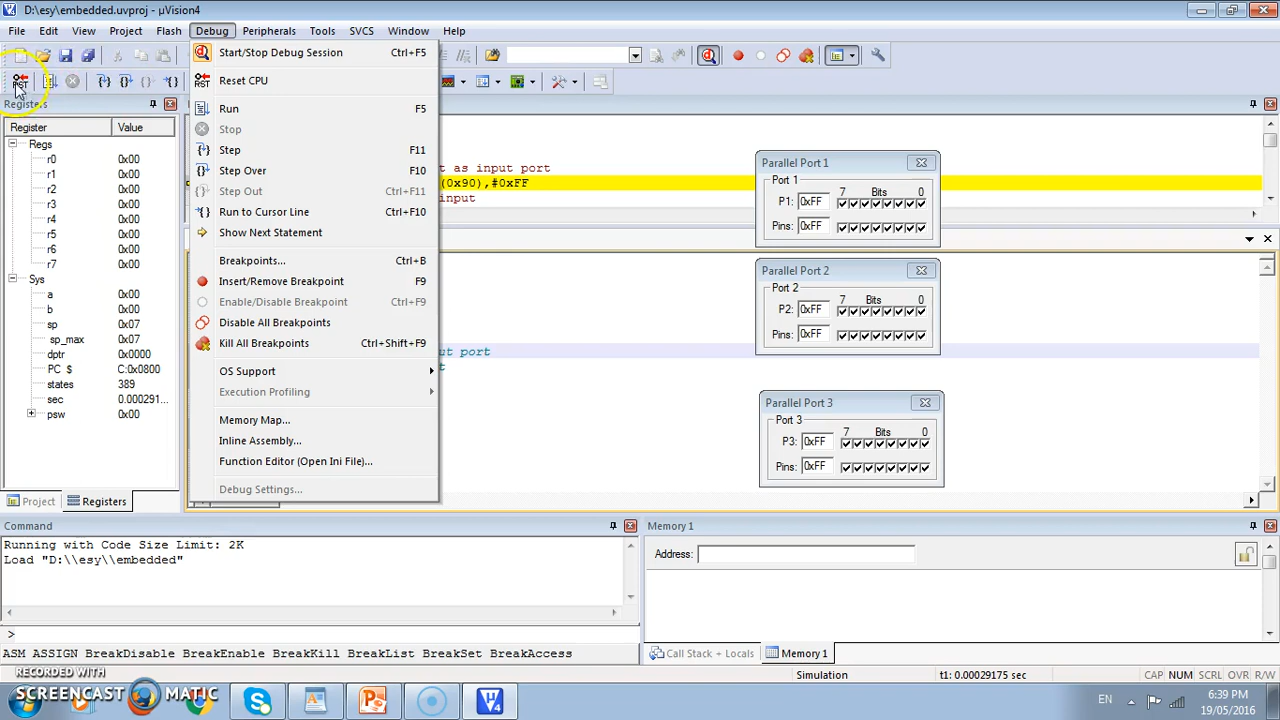 D:\esy\embedded.uvproj - µVision4
File Edit View Project Flash Debug Peripherals Tools SVCS Window Help
Start/Stop Debug Session Ctrl+F5
RST Reset CPU
Run F5
Stop
Step F11
Step Over F10
Step Out Ctrl+F11
Run to Cursor Line Ctrl+F10
Show Next Statement
Breakpoints... Ctrl+B
Insert/Remove Breakpoint F9
Enable/Disable Breakpoint Ctrl+F9
Disable All Breakpoints
Kill All Breakpoints Ctrl+Shift+F9
OS Support
Execution Profiling
Memory Map...
Inline Assembly...
Function Editor (Open Ini File)...
Debug Settings...
RST
Registers
Register Value
Regs
r0 0x00
r1 0x00
r2 0x00
r3 0x00
r4 0x00
r5 0x00
r6 0x00
r7 0x00
Sys
a 0x00
b 0x00
sp 0x07
sp_max 0x07
dptr 0x0000
PC $ C:0x0800
states 389
sec 0.000291...
psw 0x00
Project Registers
t as input port
(0x90),#0xFF
input
ut port
t
Parallel Port 1
Port 1
7 Bits 0
P1: 0xFF
Pins: 0xFF
Parallel Port 2
Port 2
7 Bits 0
P2: 0xFF
Pins: 0xFF
Parallel Port 3
Port 3
7 Bits 0
P3: 0xFF
Pins: 0xFF
Command
Running with Code Size Limit: 2K
Load "D:\\esy\\embedded"
>
ASM ASSIGN BreakDisable BreakEnable BreakKill BreakList BreakSet BreakAccess
Memory 1
Address:
Call Stack + Locals Memory 1
Simulation t1: 0.00029175 sec CAP NUM SCRL OVR R/W
RECORDED WITH
SCREENCAST MATIC
EN
6:39 PM
19/05/2016